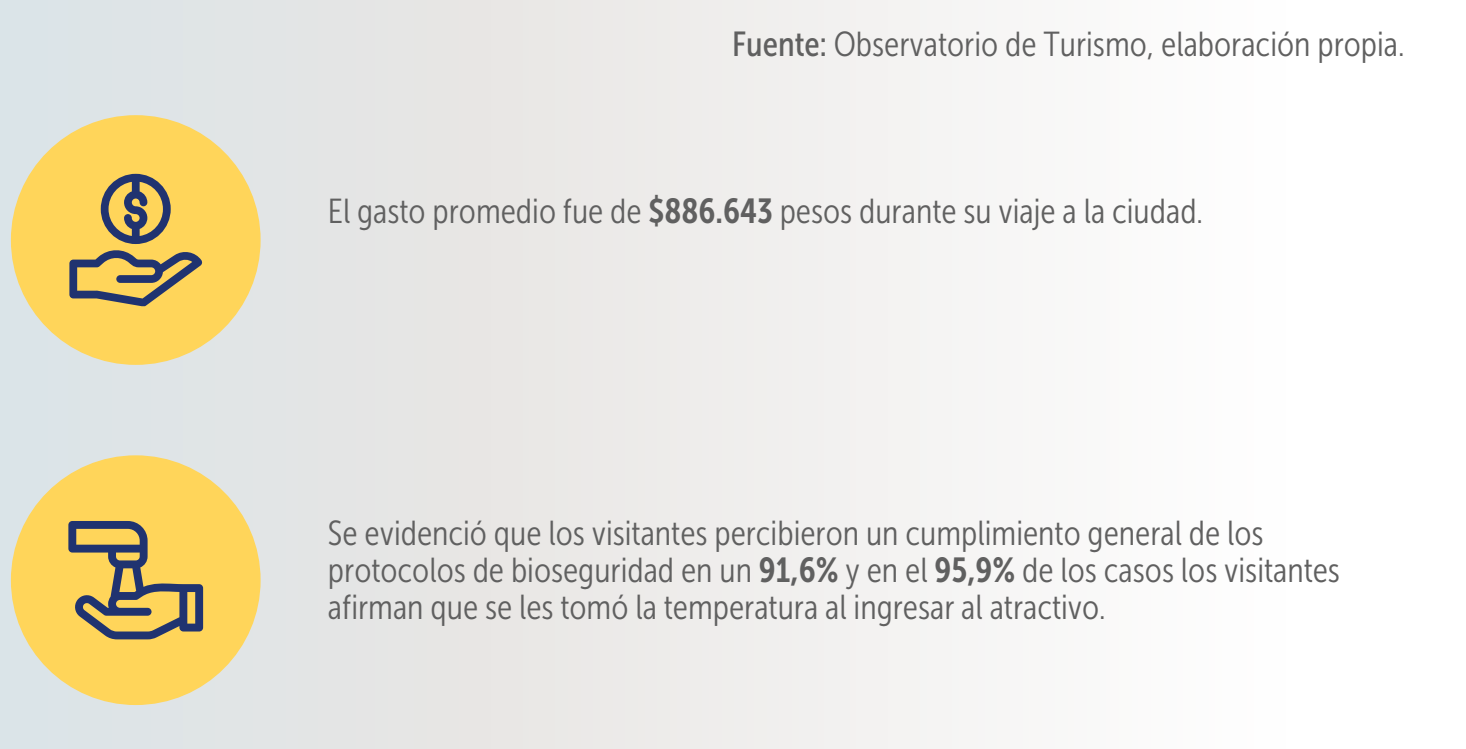 Fuente: Observatorio de Turismo, elaboración propia.
$
El gasto promedio fue de $886.643 pesos durante su viaje a la ciudad.
Se evidenció que los visitantes percibieron un cumplimiento general de los
protocolos de bioseguridad en un 91,6% y en el 95,9% de los casos los visitantes
afirman que se les tomó la temperatura al ingresar al atractivo.